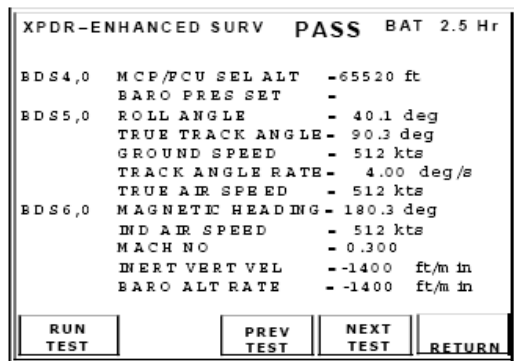 XPDR-ENHANCED SURV PASS BAT 2.5 Hr
BDS4,0 MCP/FCU SEL ALT =65520 ft
BARO PRES SET =
BDS5,0 ROLL ANGLE = 40.1 deg
TRUE TRACK ANGLE= 90.3 deg
GROUND SPEED = 512 kts
TRACK ANGLE RATE= 4.00 deg/s
TRUE AIR SPEED = 512 kts
BDS6,0 MAGNETIC HEADING= 180.3 deg
IND AIR SPEED = 512 kts
MACH NO = 0.300
INERT VERT VEL = -1400 ft/min
BARO ALT RATE = -1400 ft/min
RUN TEST
PREV TEST
NEXT TEST
RETURN